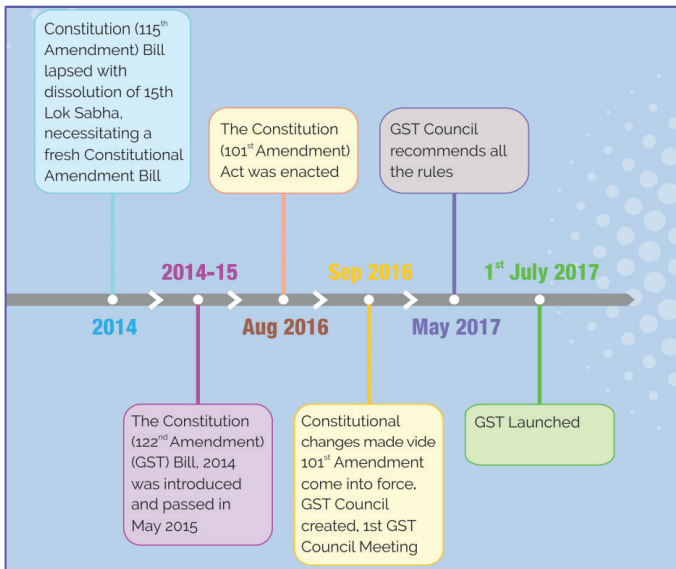 Constitution (115th
Amendment) Bill
lapsed with
dissolution of 15th
Lok Sabha,
necessitating a
fresh Constitutional
Amendment Bill
The Constitution
(101st Amendment)
Act was enacted
GST Council
recommends all
the rules
2014-15
Sep 2016
1st July 2017
2014
Aug 2016
May 2017
The Constitution
(122nd Amendment)
(GST) Bill, 2014
was introduced
and passed in
May 2015
Constitutional
changes made vide
101st Amendment
come into force,
GST Council
created, 1st GST
Council Meeting
GST Launched